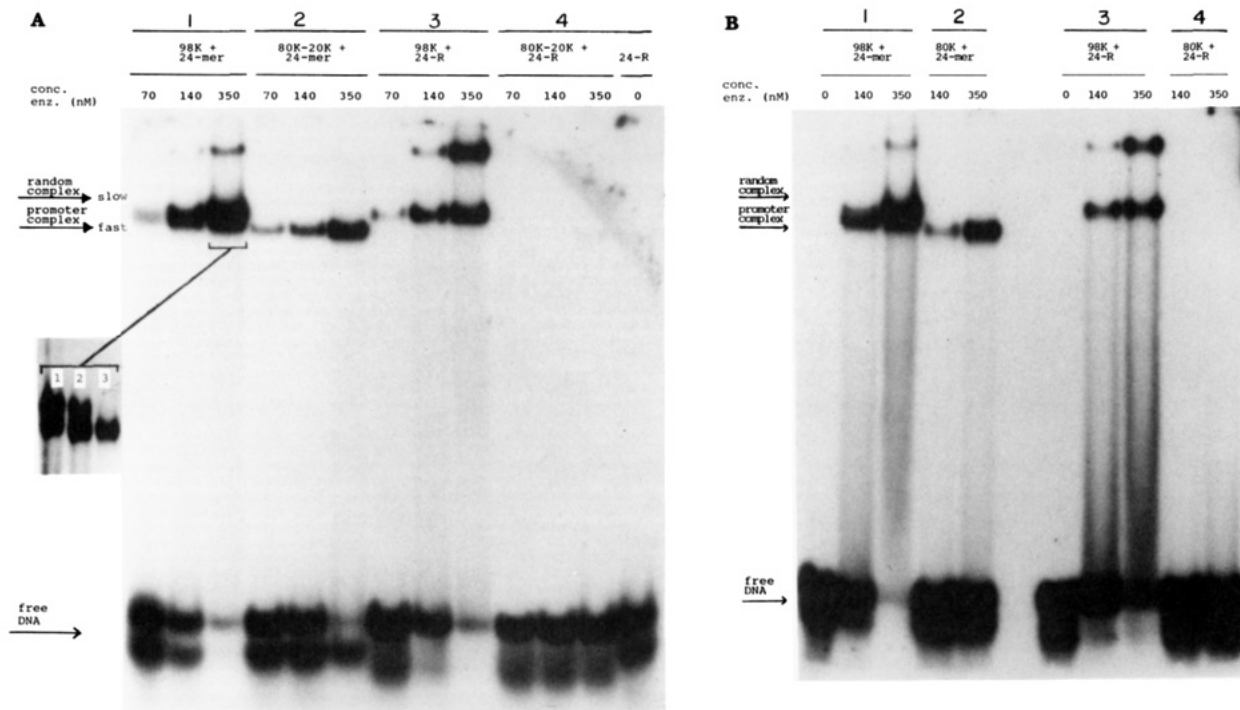 A
1 2 3 4
98K + 80K-20K + 98K + 80K-20K +
24-mer 24-mer 24-R 24-R 24-R
conc.
enz. (nM) 70 140 350 70 140 350 70 140 350 70 140 350 0
random
complex slow
promoter
complex fast
1 2 3
free
DNA
B
1 2 3 4
98K + 80K + 98K + 80K +
24-mer 24-mer 24-R 24-R
conc.
enz. (nM) 0 140 350 140 350 0 140 350 140 350
random
complex
promoter
complex
free
DNA